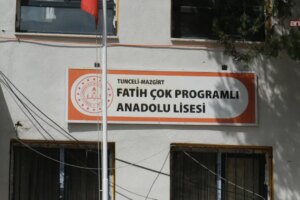 TUNCELİ-MAZGİRT
FATİH ÇOK PROGRAMLI
ANADOLU LİSESİ